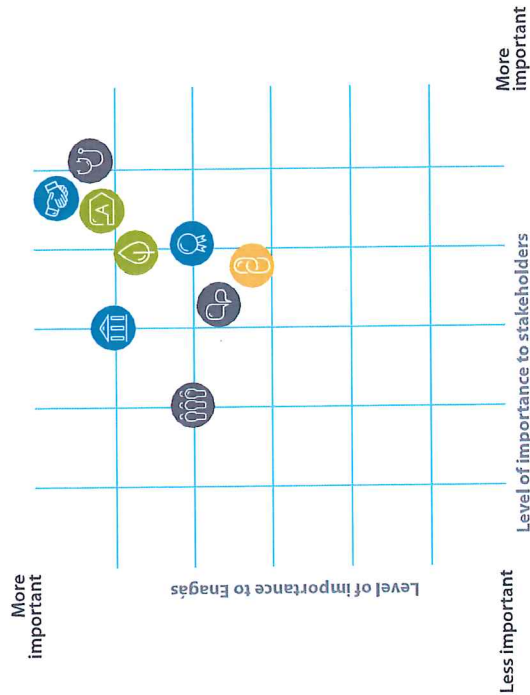 More
important
Level of importance to Enagás
Less important
Level of importance to stakeholders
More
important
A